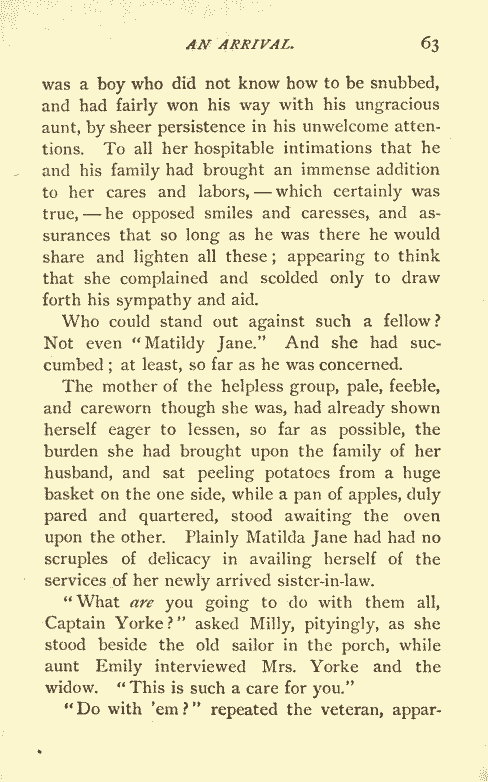 AN ARRIVAL. 63
was a boy who did not know how to be snubbed,
and had fairly won his way with his ungracious
aunt, by sheer persistence in his unwelcome atten-
tions. To all her hospitable intimations that he
and his family had brought an immense addition
to her cares and labors, — which certainly was
true, — he opposed smiles and caresses, and as-
surances that so long as he was there he would
share and lighten all these; appearing to think
that she complained and scolded only to draw
forth his sympathy and aid.
Who could stand out against such a fellow?
Not even "Matildy Jane." And she had suc-
cumbed; at least, so far as he was concerned.
The mother of the helpless group, pale, feeble,
and careworn though she was, had already shown
herself eager to lessen, so far as possible, the
burden she had brought upon the family of her
husband, and sat peeling potatoes from a huge
basket on the one side, while a pan of apples, duly
pared and quartered, stood awaiting the oven
upon the other. Plainly Matilda Jane had had no
scruples of delicacy in availing herself of the
services of her newly arrived sister-in-law.
"What are you going to do with them all,
Captain Yorke?" asked Milly, pityingly, as she
stood beside the old sailor in the porch, while
aunt Emily interviewed Mrs. Yorke and the
widow. "This is such a care for you."
"Do with 'em?" repeated the veteran, appar-